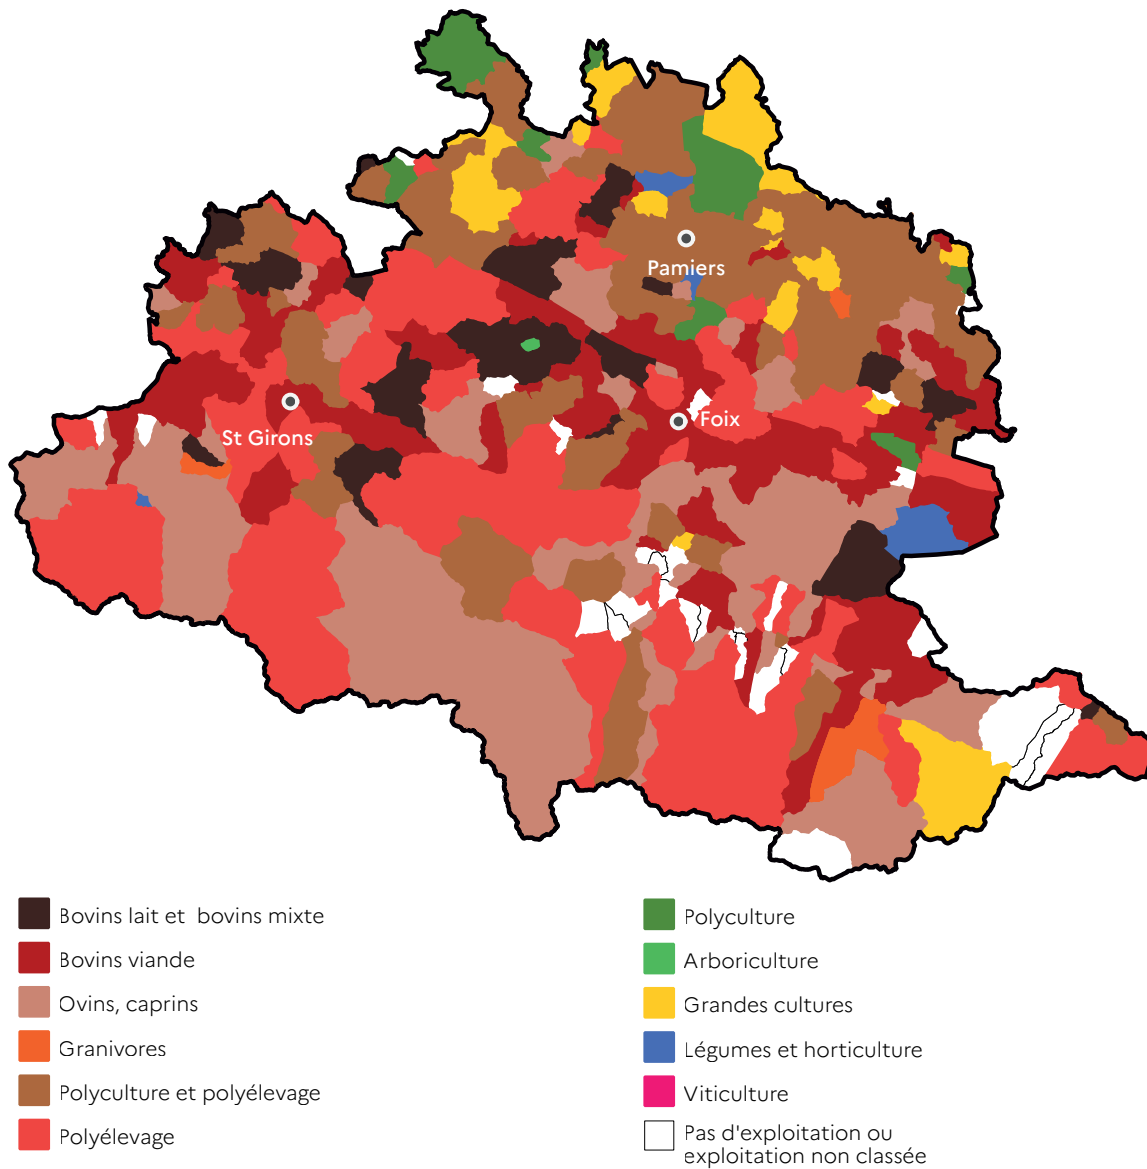 Pamiers
Foix
St Girons
Bovins lait et bovins mixte
Bovins viande
Ovins, caprins
Granivores
Polyculture et polyélevage
Polyélevage
Polyculture
Arboriculture
Grandes cultures
Légumes et horticulture
Viticulture
Pas d'exploitation ou
exploitation non classée